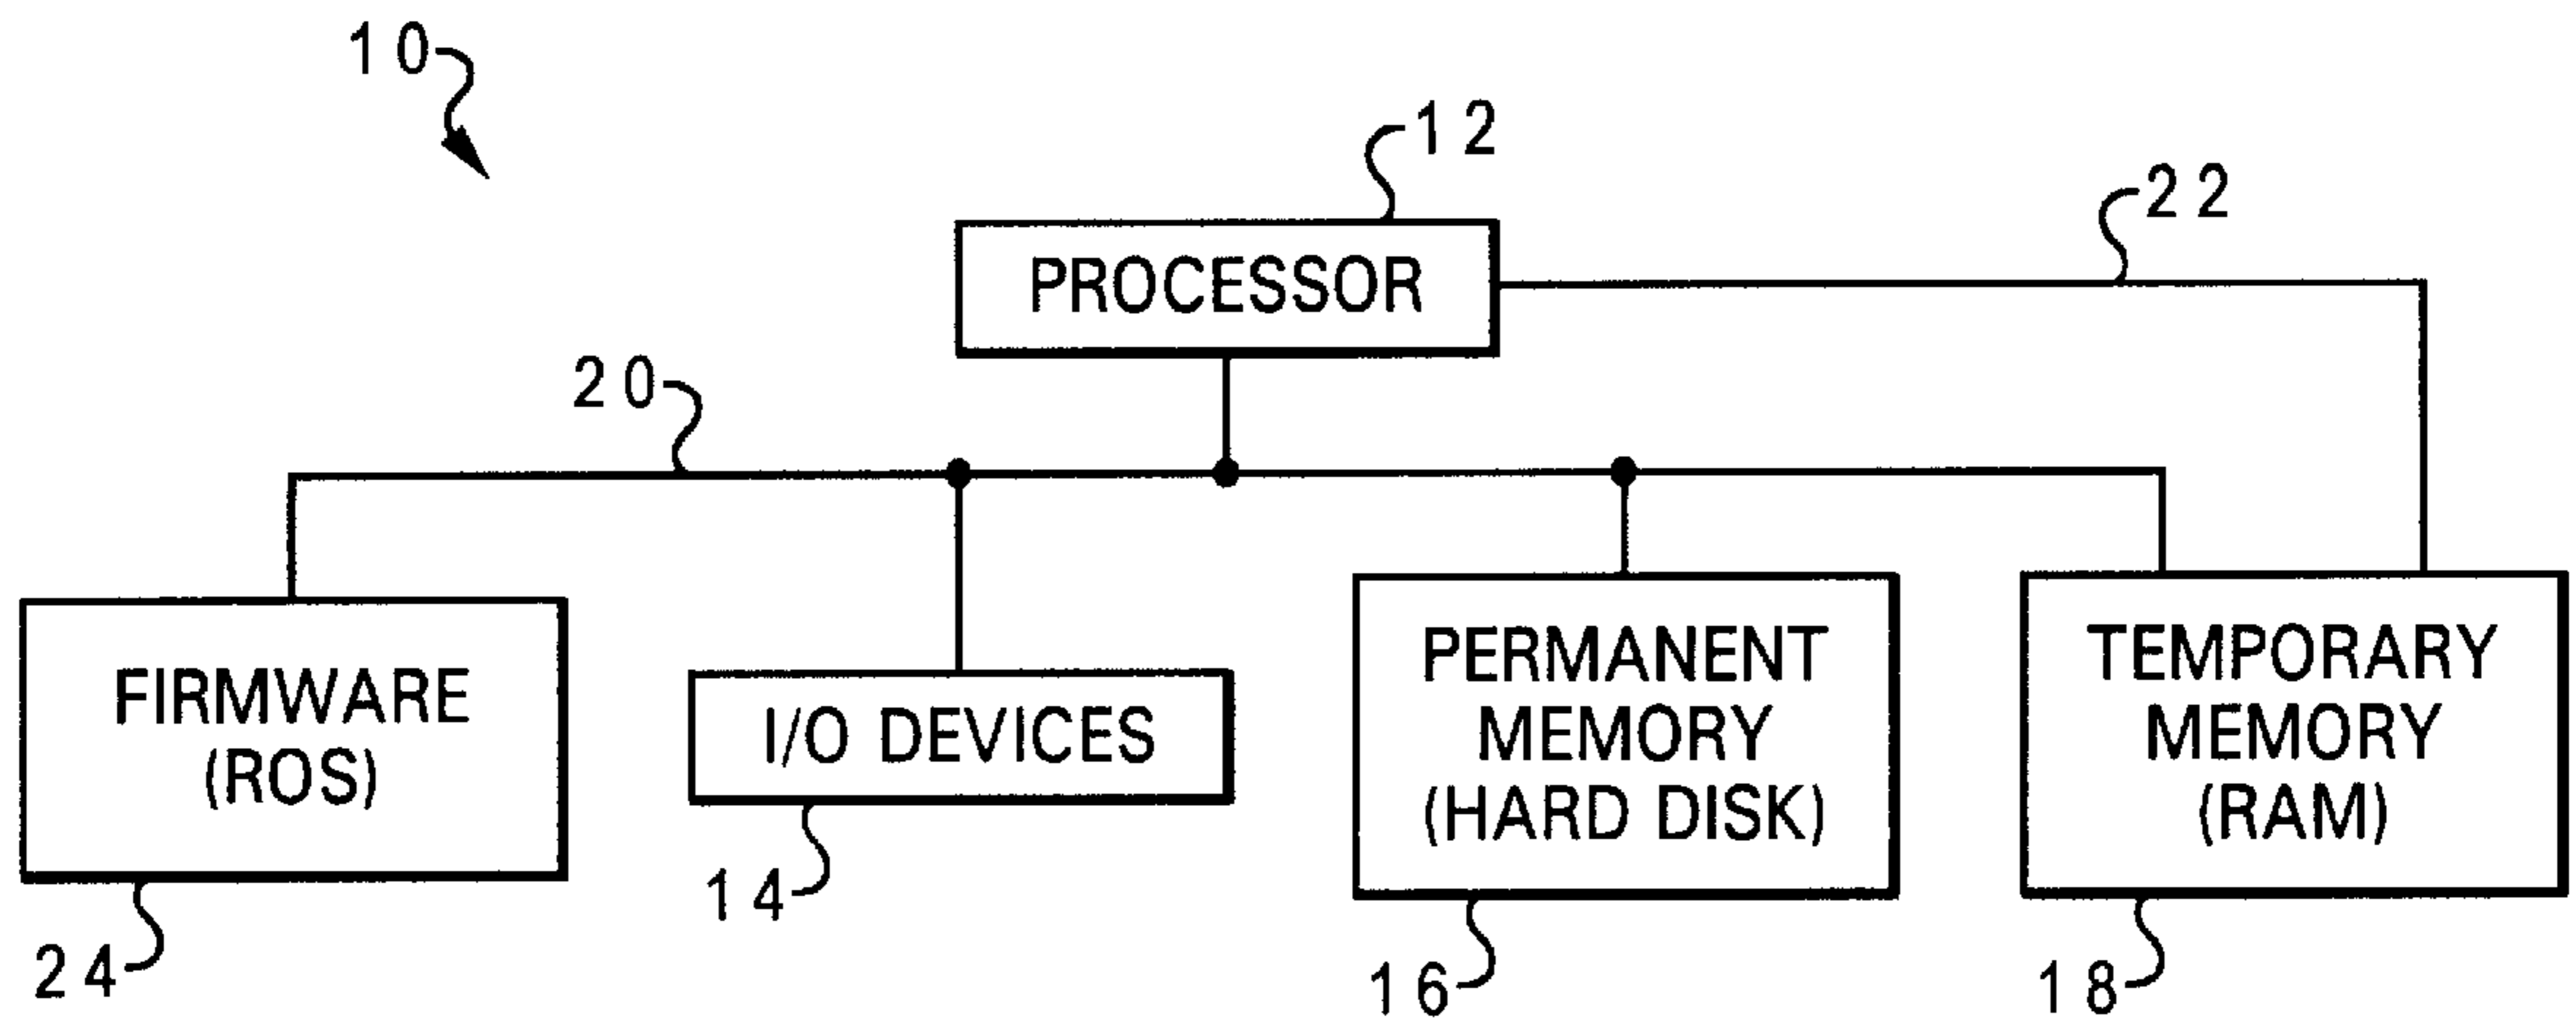 10
12
22
PROCESSOR
20
FIRMWARE
(ROS)
I/O DEVICES
PERMANENT
MEMORY
(HARD DISK)
TEMPORARY
MEMORY
(RAM)
24
14
16
18